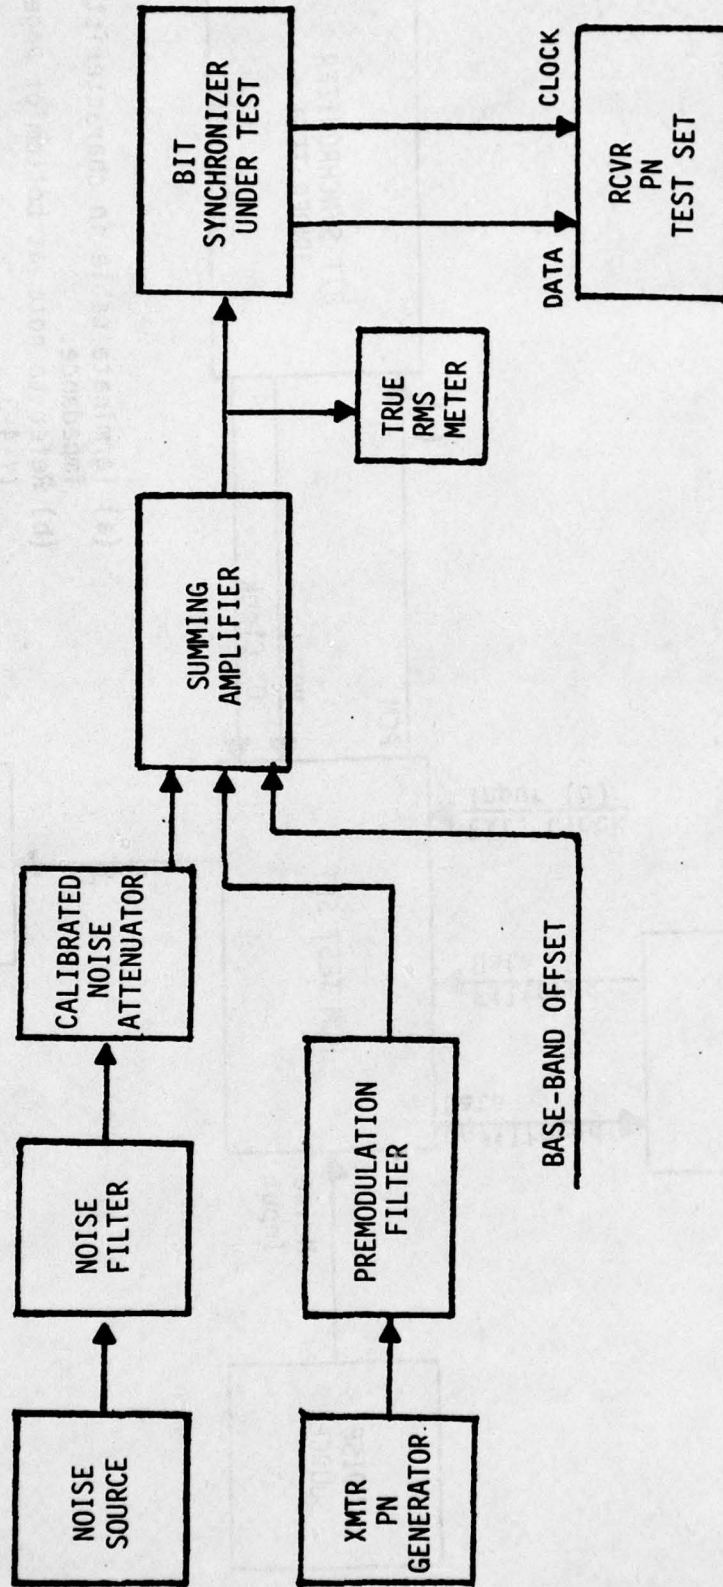 NOISE
SOURCE
NOISE
FILTER
CALIBRATED
NOISE
ATTENUATOR
XMTR
PN
GENERATOR
PREMODULATION
FILTER
BASE-BAND OFFSET
SUMMING
AMPLIFIER
TRUE
RMS
METER
BIT
SYNCHRONIZER
UNDER TEST
DATA
CLOCK
RCVR
PN
TEST SET